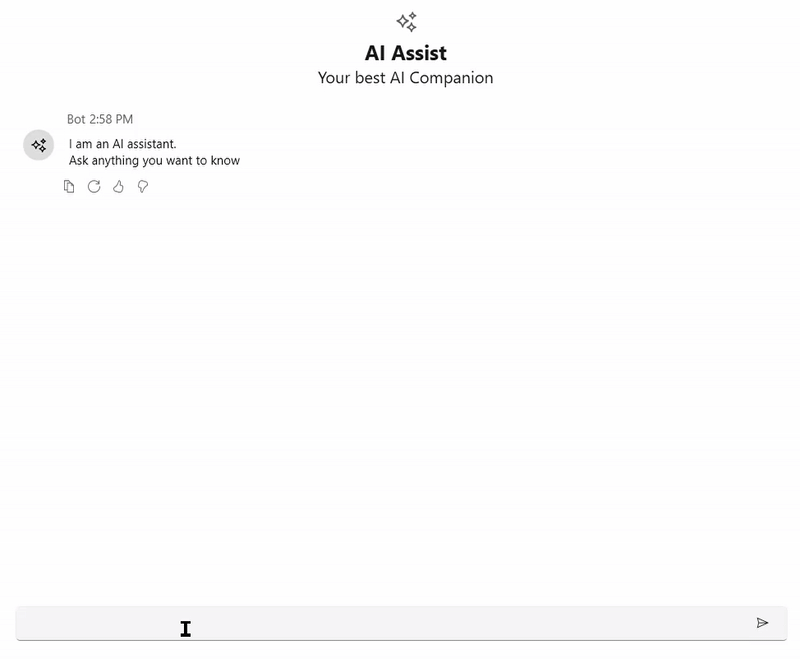 AI Assist
Your best AI Companion
Bot 2:58 PM
I am an AI assistant.
Ask anything you want to know